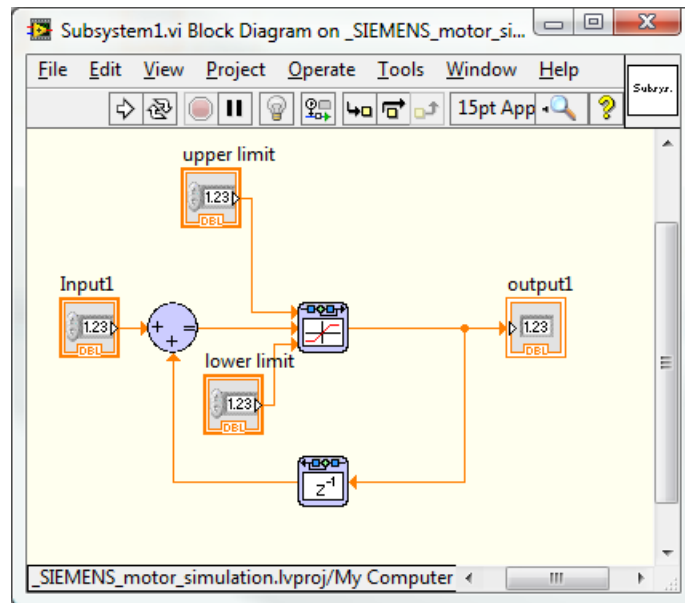 Subsystem1.vi Block Diagram on _SIEMENS_motor_si...
File Edit View Project Operate Tools Window Help
Subsys.
15pt App
?
upper limit
1.23
DBL
Input1
1.23
DBL
+ + =
output1
1.23
DBL
lower limit
1.23
DBL
z-1
_SIEMENS_motor_simulation.lvproj/My Computer